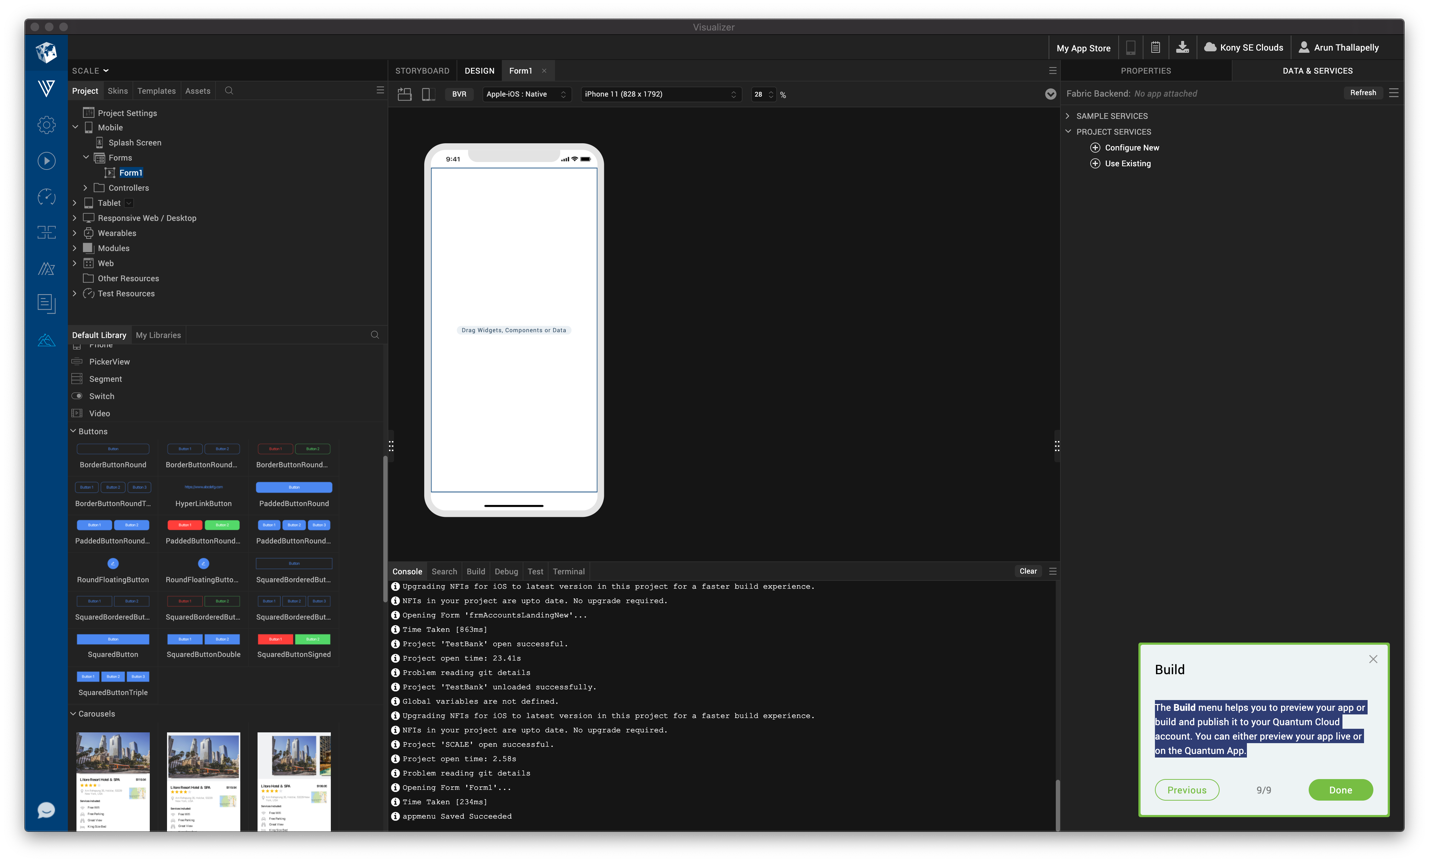 Visualizer
My App Store
Kony SE Clouds
Arun Thallapelly
SCALE
STORYBOARD
DESIGN
Form1
PROPERTIES
DATA & SERVICES
Project
Skins
Templates
Assets
BVR
Apple-iOS : Native
iPhone 11 (828 x 1792)
28
%
Fabric Backend: No app attached
Refresh
Project Settings
Mobile
Splash Screen
Forms
Form1
Controllers
Tablet
Responsive Web / Desktop
Wearables
Modules
Web
Other Resources
Test Resources
SAMPLE SERVICES
PROJECT SERVICES
Configure New
Use Existing
9:41
Drag Widgets, Components or Data
Default Library
My Libraries
Phone
PickerView
Segment
Switch
Video
Buttons
BorderButtonRound
BorderButtonRound...
BorderButtonRound...
BorderButtonRoundT...
HyperLinkButton
PaddedButtonRound
PaddedButtonRound...
PaddedButtonRound...
PaddedButtonRound...
RoundFloatingButton
RoundFloatingButto...
SquaredBorderedBut...
SquaredBorderedBut...
SquaredBorderedBut...
SquaredBorderedBut...
SquaredButton
SquaredButtonDouble
SquaredButtonSigned
SquaredButtonTriple
Carousels
Console
Search
Build
Debug
Test
Terminal
Clear
Upgrading NFIs for iOS to latest version in this project for a faster build experience.
NFIs in your project are upto date. No upgrade required.
Opening Form 'frmAccountsLandingNew'...
Time Taken [863ms]
Project 'TestBank' open successful.
Project open time: 23.41s
Problem reading git details
Project 'TestBank' unloaded successfully.
Global variables are not defined.
Upgrading NFIs for iOS to latest version in this project for a faster build experience.
NFIs in your project are upto date. No upgrade required.
Project 'SCALE' open successful.
Project open time: 2.58s
Problem reading git details
Opening Form 'Form1'...
Time Taken [234ms]
appmenu Saved Succeeded
Build
The Build menu helps you to preview your app or
build and publish it to your Quantum Cloud
account. You can either preview your app live or
on the Quantum App.
Previous
9/9
Done